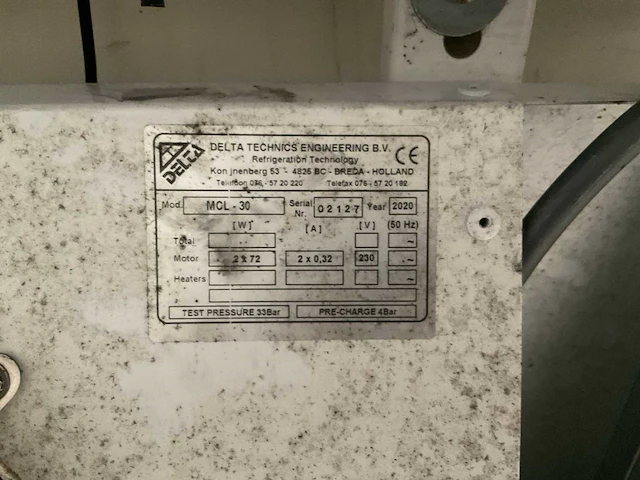 DELTA
DELTA TECHNICS ENGINEERING B.V.
Refrigeration Technology
Konijnenberg 53 - 4825 BC - BREDA - HOLLAND
Telefoon 076 - 57 20 220 Telefax 076 - 57 20 192
CE
Mod. MCL - 30 Serial Nr. 02127 Year 2020
[W] [A] [V] (50 Hz)
Total ~
Motor 2 x 72 2 x 0,32 230 ~
Heaters ~
TEST PRESSURE 33Bar PRE-CHARGE 4Bar